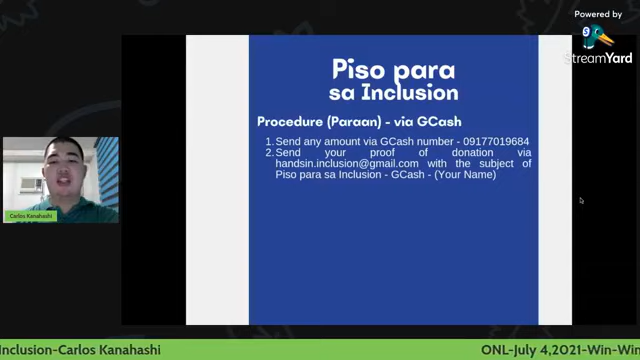 Powered by
StreamYard
Piso para
sa Inclusion
Procedure (Paraan) - via GCash
1. Send any amount via GCash number - 09177019684
2. Send your proof of donation via
handsin.inclusion@gmail.com with the subject of
Piso para sa Inclusion - GCash - (Your Name)
Carlos Kanahashi
Inclusion-Carlos Kanahashi
ONL-July 4,2021-Win-Win